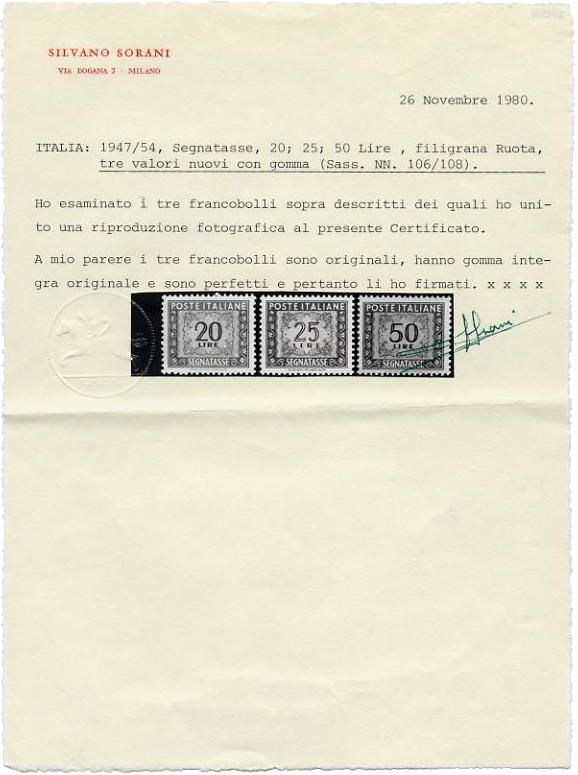 SILVANO SORANI
VIA DOGANA 3 - MILANO
26 Novembre 1980.
ITALIA: 1947/54, Segnatasse, 20; 25; 50 Lire , filigrana Ruota,
tre valori nuovi con gomma (Sass. NN. 106/108).
Ho esaminato i tre francobolli sopra descritti dei quali ho uni-
to una riproduzione fotografica al presente Certificato.
A mio parere i tre francobolli sono originali, hanno gomma inte-
gra originale e sono perfetti e pertanto li ho firmati. x x x x
POSTE ITALIANE POSTE ITALIANE POSTE ITALIANE
20 25 50
LIRE LIRE LIRE
SEGNATASSE SEGNATASSE SEGNATASSE